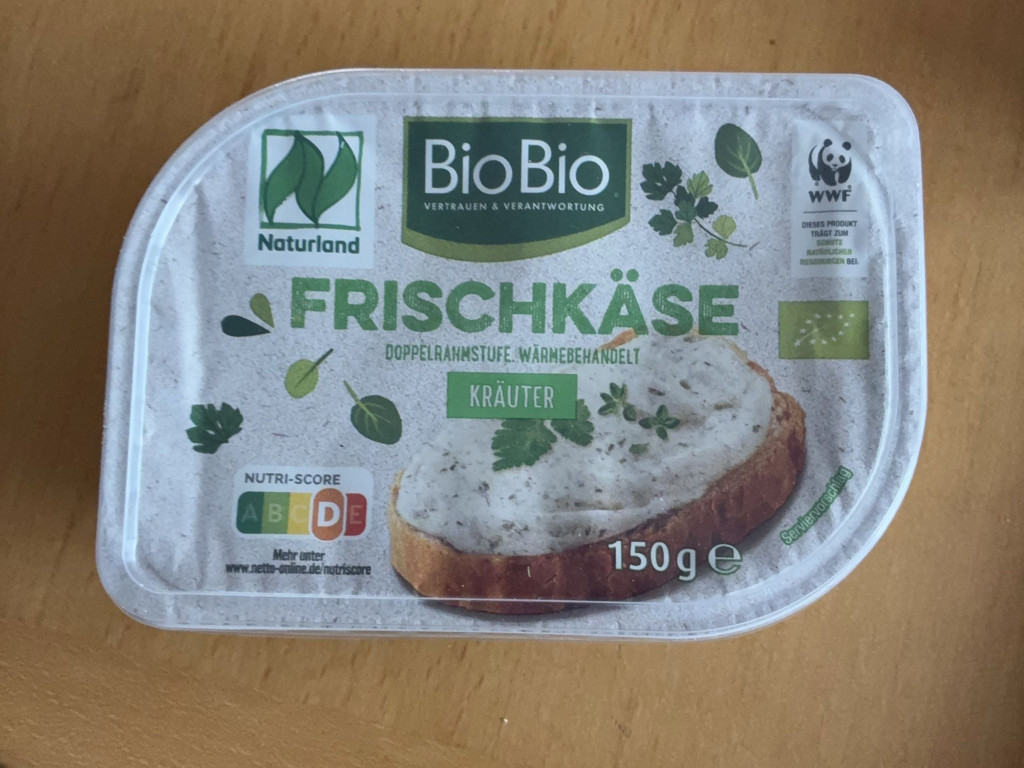 Naturland
BioBio
VERTRAUEN & VERANTWORTUNG
WWF
DIESES PRODUKT
TRÄGT ZUM
SCHUTZ
NATÜRLICHER
RESSOURCEN BEI.
FRISCHKÄSE
DOPPELRAHMSTUFE. WÄRMEBEHANDELT
KRÄUTER
NUTRI-SCORE
A B C D E
Mehr unter
www.netto-online.de/nutriscore
150 g e
Serviervorschlag